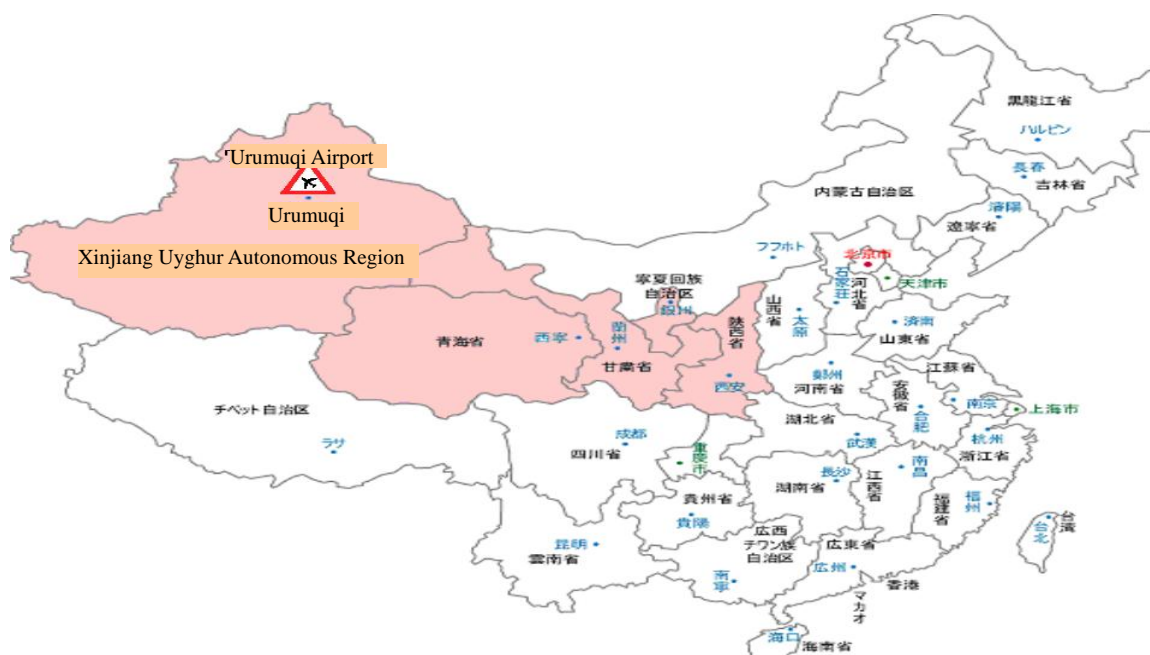 黒龍江省
ハルビン
長春
吉林省
瀋陽
遼寧省
内蒙古自治区
Urumuqi Airport
Urumuqi
Xinjiang Uyghur Autonomous Region
フフホト
北京市
天津市
石家荘
河北省
寧夏回族
自治区
銀川
山西省
太原
済南
山東省
陝西省
西安
青海省
西寧
蘭州
甘粛省
鄭州
河南省
江蘇省
安徽省
合肥
南京
上海市
チベット自治区
ラサ
成都
四川省
重慶市
湖北省
武漢
杭州
浙江省
長沙
湖南省
江西省
南昌
福建省
福州
貴州省
貴陽
昆明
雲南省
広西
チワン族
自治区
南寧
広東省
広州
香港
マカオ
台湾
台北
海口
海南省